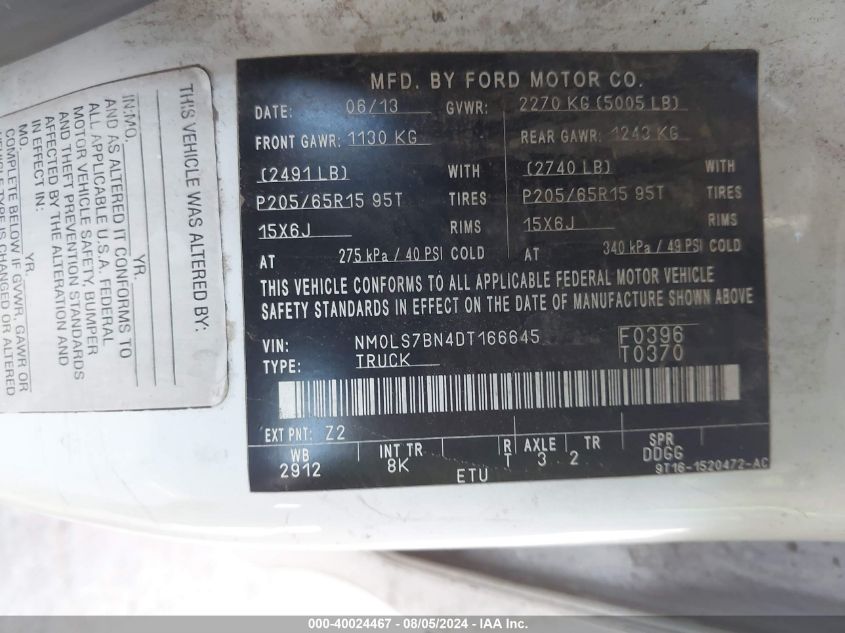 MFD. BY FORD MOTOR CO.
DATE: 06/13 GVWR: 2270 KG (5005 LB)
FRONT GAWR: 1130 KG REAR GAWR: 1243 KG
(2491 LB) WITH (2740 LB) WITH
P205/65R15 95T TIRES P205/65R15 95T TIRES
15X6J RIMS 15X6J RIMS
AT 275 kPa / 40 PSI COLD AT 340 kPa / 49 PSI COLD
THIS VEHICLE CONFORMS TO ALL APPLICABLE FEDERAL MOTOR VEHICLE
SAFETY STANDARDS IN EFFECT ON THE DATE OF MANUFACTURE SHOWN ABOVE
VIN: NM0LS7BN4DT166645 F0396
TYPE: TRUCK T0370
EXT PNT: Z2
WB INT TR R AXLE TR SPR
2912 8K T 3 2 DDGG
ETU 9T16-1520472-AC
THIS VEHICLE WAS ALTERED BY:
IN:MO. YR.
AND AS ALTERED IT CONFORMS TO
ALL APPLICABLE U.S.A. FEDERAL
MOTOR VEHICLE SAFETY, BUMPER
AND THEFT PREVENTION STANDARDS
AFFECTED BY THE ALTERATION AND
IN EFFECT IN:
MO. YR.
COMPLETE BELOW IF GVWR, GAWR OR
VEHICLE TYPE IS CHANGED OR ALTERED
000-40024467 - 08/05/2024 - IAA Inc.